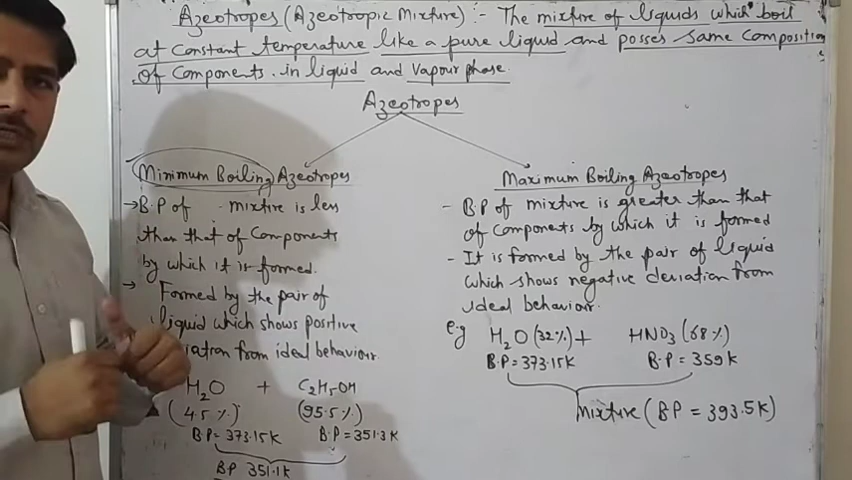 Azeotropes (Azeotropic Mixture) :- The mixture of liquids which boil
at constant temperature like a pure liquid and posses same composition
of components. in liquid and vapour phase.
Azeotropes
Minimum Boiling Azeotropes
→ B.P of mixture is less
than that of components
by which it is formed.
→ Formed by the pair of
liquid which shows positive
iation from ideal behaviour.
H2O + C2H5OH
(4.5 %) (95.5 %)
B.P = 373.15K B.P = 351.3K
BP 351.1K
Maximum Boiling Azeotropes
- BP of mixture is greater than that
of components by which it is formed
- It is formed by the pair of liquid
which shows negative deviation from
ideal behaviour.
e.g H2O (32%) + HNO3 (68%)
B.P = 373.15K B.P = 359K
mixture (BP = 393.5K)